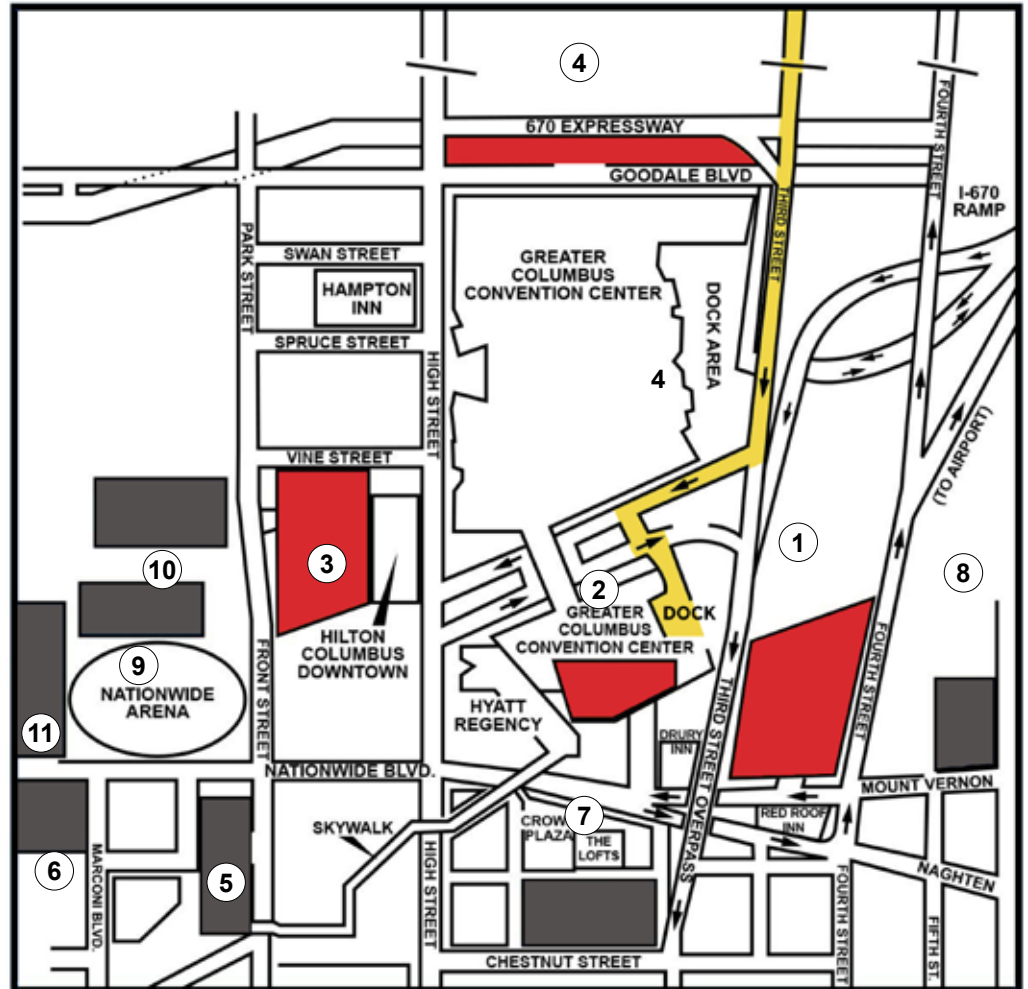 4
670 EXPRESSWAY
GOODALE BLVD
FOURTH STREET
I-670
RAMP
THIRD STREET
PARK STREET
SWAN STREET
HAMPTON
INN
SPRUCE STREET
GREATER
COLUMBUS
CONVENTION CENTER
DOCK AREA
4
HIGH STREET
VINE STREET
(TO AIRPORT)
10
3
2
1
8
HILTON
COLUMBUS
DOWNTOWN
GREATER
COLUMBUS
CONVENTION CENTER
DOCK
9
NATIONWIDE
ARENA
11
FRONT STREET
HYATT
REGENCY
DRURY
INN
THIRD STREET OVERPASS
FOURTH STREET
NATIONWIDE BLVD.
MOUNT VERNON
SKYWALK
CROW
PLAZA
7
THE
LOFTS
RED ROOF
INN
NAGHTEN
6
MARCONI BLVD.
5
HIGH STREET
FOURTH STREET
FIFTH ST.
CHESTNUT STREET